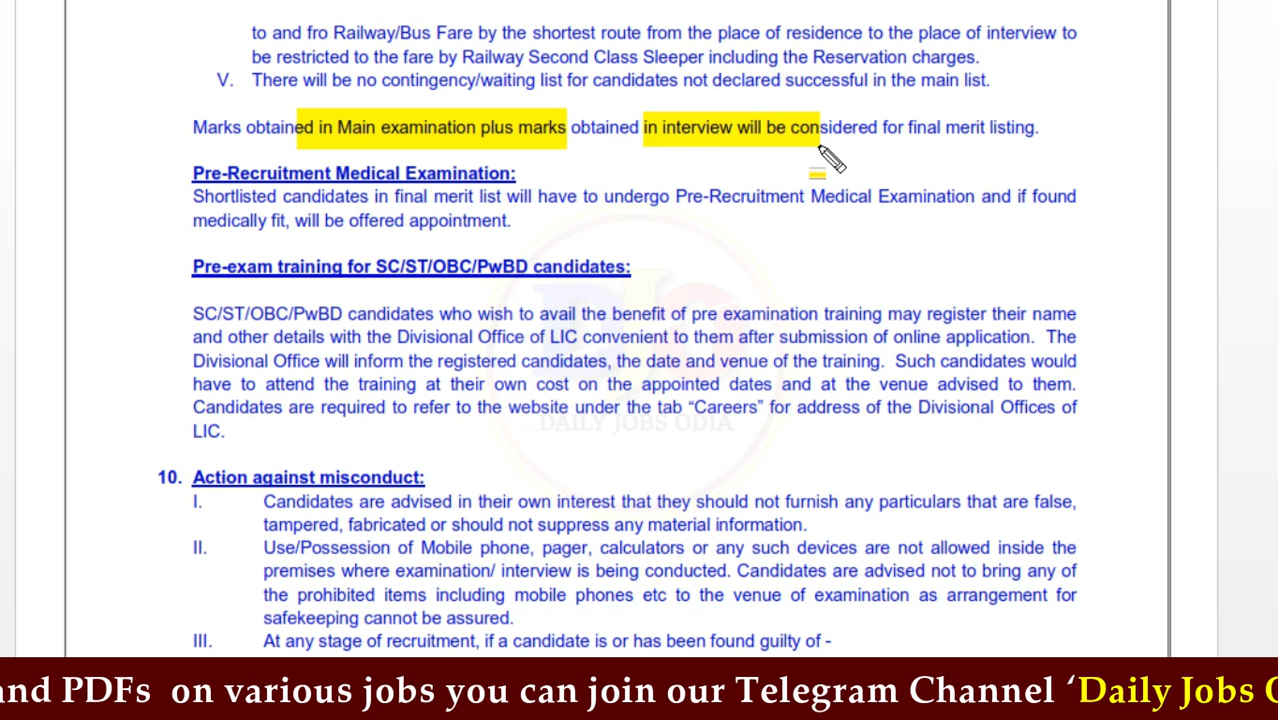 to and fro Railway/Bus Fare by the shortest route from the place of residence to the place of interview to
be restricted to the fare by Railway Second Class Sleeper including the Reservation charges.
V. There will be no contingency/waiting list for candidates not declared successful in the main list.
Marks obtained in Main examination plus marks obtained in interview will be considered for final merit listing.
Pre-Recruitment Medical Examination:
Shortlisted candidates in final merit list will have to undergo Pre-Recruitment Medical Examination and if found
medically fit, will be offered appointment.
Pre-exam training for SC/ST/OBC/PwBD candidates:
SC/ST/OBC/PwBD candidates who wish to avail the benefit of pre examination training may register their name
and other details with the Divisional Office of LIC convenient to them after submission of online application. The
Divisional Office will inform the registered candidates, the date and venue of the training. Such candidates would
have to attend the training at their own cost on the appointed dates and at the venue advised to them.
Candidates are required to refer to the website under the tab “Careers” for address of the Divisional Offices of
LIC.
DAILY JOBS ODIA
10. Action against misconduct:
I. Candidates are advised in their own interest that they should not furnish any particulars that are false,
tampered, fabricated or should not suppress any material information.
II. Use/Possession of Mobile phone, pager, calculators or any such devices are not allowed inside the
premises where examination/ interview is being conducted. Candidates are advised not to bring any of
the prohibited items including mobile phones etc to the venue of examination as arrangement for
safekeeping cannot be assured.
III. At any stage of recruitment, if a candidate is or has been found guilty of -
and PDFs on various jobs you can join our Telegram Channel ‘Daily Jobs